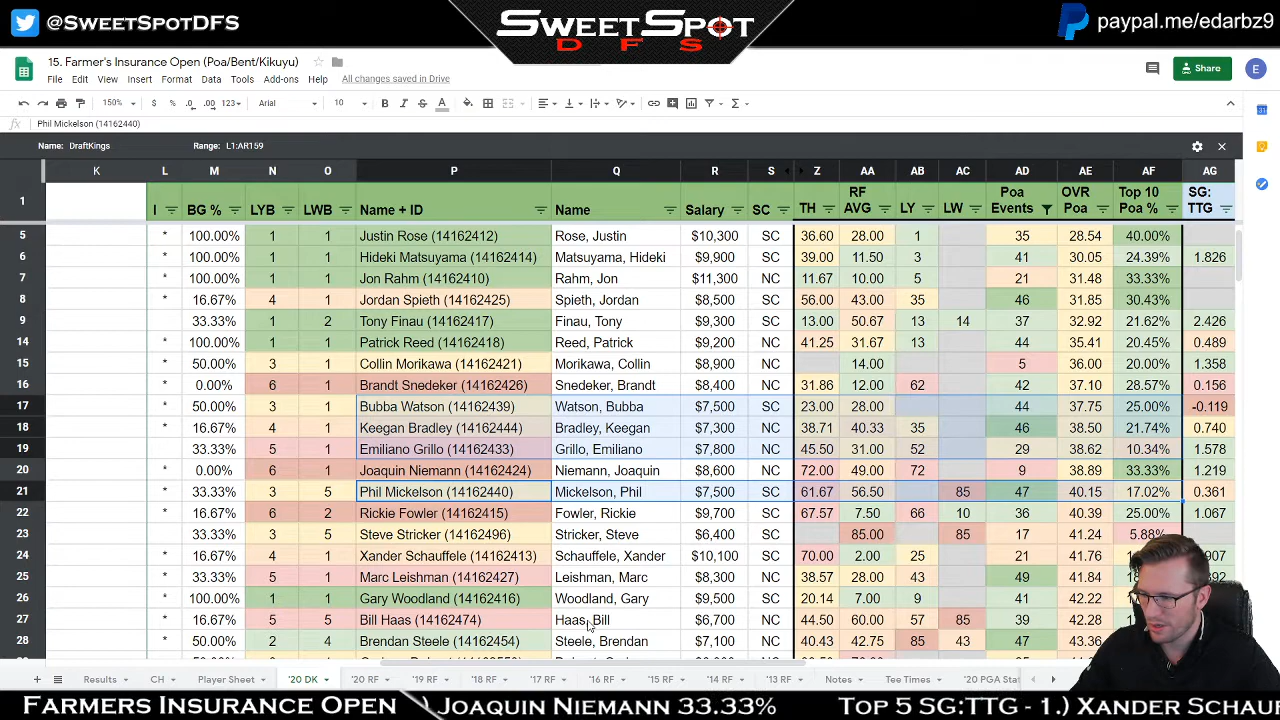 @SWEETSPOTDFS
SWEETSPOT
DFS
paypal.me/edarbz9
15. Farmer's Insurance Open (Poa/Bent/Kikuyu)
File Edit View Insert Format Data Tools Add-ons Help All changes saved in Drive
Share
E
150% $ % .0 .00 123 Arial 10 B I S A
fx Phil Mickelson (14162440)
Name: DraftKings Range: L1:AR159
K L M N O P Q R S Z AA AB AC AD AE AF AG
1 I BG % LYB LWB Name + ID Name Salary SC TH RF AVG LY LW Poa Events OVR Poa Top 10 Poa % SG: TTG
5 * 100.00% 1 1 Justin Rose (14162412) Rose, Justin $10,300 SC 36.60 28.00 1 35 28.54 40.00%
6 * 100.00% 1 1 Hideki Matsuyama (14162414) Matsuyama, Hideki $9,900 SC 39.00 11.50 3 41 30.05 24.39% 1.826
7 * 100.00% 1 1 Jon Rahm (14162410) Rahm, Jon $11,300 NC 11.67 10.00 5 21 31.48 33.33%
8 * 16.67% 4 1 Jordan Spieth (14162425) Spieth, Jordan $8,500 SC 56.00 43.00 35 46 31.85 30.43%
9 * 33.33% 1 2 Tony Finau (14162417) Finau, Tony $9,300 SC 13.00 50.67 13 14 37 32.92 21.62% 2.426
14 * 100.00% 1 1 Patrick Reed (14162418) Reed, Patrick $9,200 NC 41.25 31.67 13 44 35.41 20.45% 0.489
15 * 50.00% 3 1 Collin Morikawa (14162421) Morikawa, Collin $8,900 NC 14.00 5 36.00 20.00% 1.358
16 * 0.00% 6 1 Brandt Snedeker (14162426) Snedeker, Brandt $8,400 NC 31.86 12.00 62 42 37.10 28.57% 0.156
17 * 50.00% 3 1 Bubba Watson (14162439) Watson, Bubba $7,500 SC 23.00 28.00 44 37.75 25.00% -0.119
18 * 16.67% 4 1 Keegan Bradley (14162444) Bradley, Keegan $7,300 NC 38.71 40.33 35 46 38.50 21.74% 0.740
19 33.33% 5 1 Emiliano Grillo (14162433) Grillo, Emiliano $7,800 NC 45.50 31.00 52 29 38.62 10.34% 1.578
20 * 0.00% 6 1 Joaquin Niemann (14162424) Niemann, Joaquin $8,600 NC 72.00 49.00 72 9 38.89 33.33% 1.219
21 * 33.33% 3 5 Phil Mickelson (14162440) Mickelson, Phil $7,500 SC 61.67 56.50 85 47 40.15 17.02% 0.361
22 * 16.67% 6 2 Rickie Fowler (14162415) Fowler, Rickie $9,700 SC 67.57 7.50 66 10 36 40.39 25.00% 1.067
23 3 5 Steve Stricker (14162496) Stricker, Steve $6,400 SC 85.00 85 17 41.24 5.88%
24 * 16.67% 4 1 Xander Schauffele (14162413) Schauffele, Xander $10,100 SC 70.00 2.00 25 21 41.76
25 * 33.33% 5 1 Marc Leishman (14162427) Leishman, Marc $8,300 NC 38.57 28.00 43 49 41.84
26 * 100.00% 1 1 Gary Woodland (14162416) Woodland, Gary $9,500 NC 20.14 7.00 9 41
27 * 16.67% 5 5 Bill Haas (14162474) Haas, Bill $6,700 NC 44.50 60.00 57 85 39 42.28
28 * 50.00% 2 4 Brendan Steele (14162454) Steele, Brendan $7,100 NC 40.43 42.75 85 43 47 43.36
Results CH Player Sheet '20 DK '20 RF '19 RF '18 RF '17 RF '16 RF '15 RF '14 RF '13 RF Notes Tee Times
FARMERS INSURANCE OPEN JOAQUIN NIEMANN 33.33% TOP 5 SG:TTG - 1.) XANDER